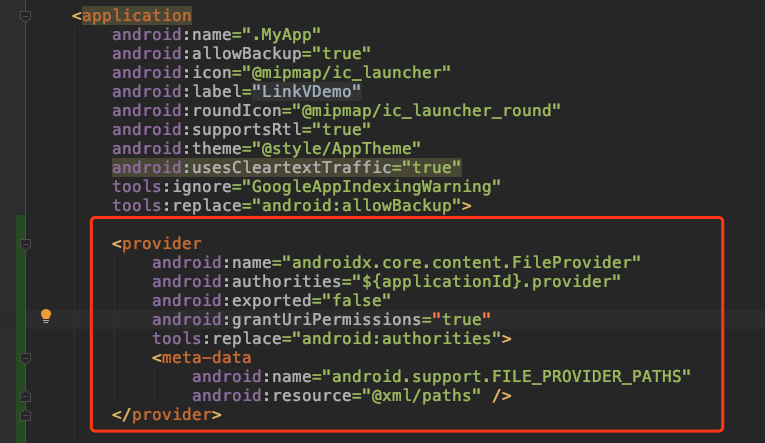 <application
android:name=".MyApp"
android:allowBackup="true"
android:icon="@mipmap/ic_launcher"
android:label="LinkVDemo"
android:roundIcon="@mipmap/ic_launcher_round"
android:supportsRtl="true"
android:theme="@style/AppTheme"
android:usesCleartextTraffic="true"
tools:ignore="GoogleAppIndexingWarning"
tools:replace="android:allowBackup">
<provider
android:name="androidx.core.content.FileProvider"
android:authorities="${applicationId}.provider"
android:exported="false"
android:grantUriPermissions="true"
tools:replace="android:authorities">
<meta-data
android:name="android.support.FILE_PROVIDER_PATHS"
android:resource="@xml/paths" />
</provider>